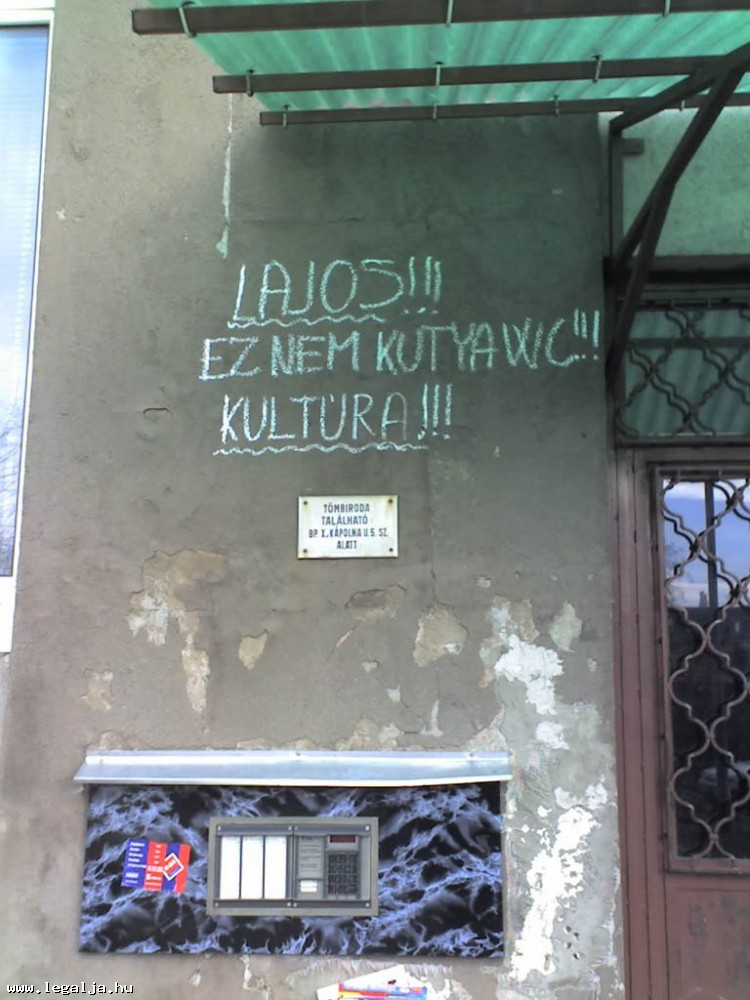 LAJOS!!!
EZ NEM KUTYA WC!!!
KULTÚRA!!!
TÖMBIRODA
TALÁLHATÓ:
BP. X., KÁPOLNA U. 5. SZ.
ALATT
www.legalja.hu